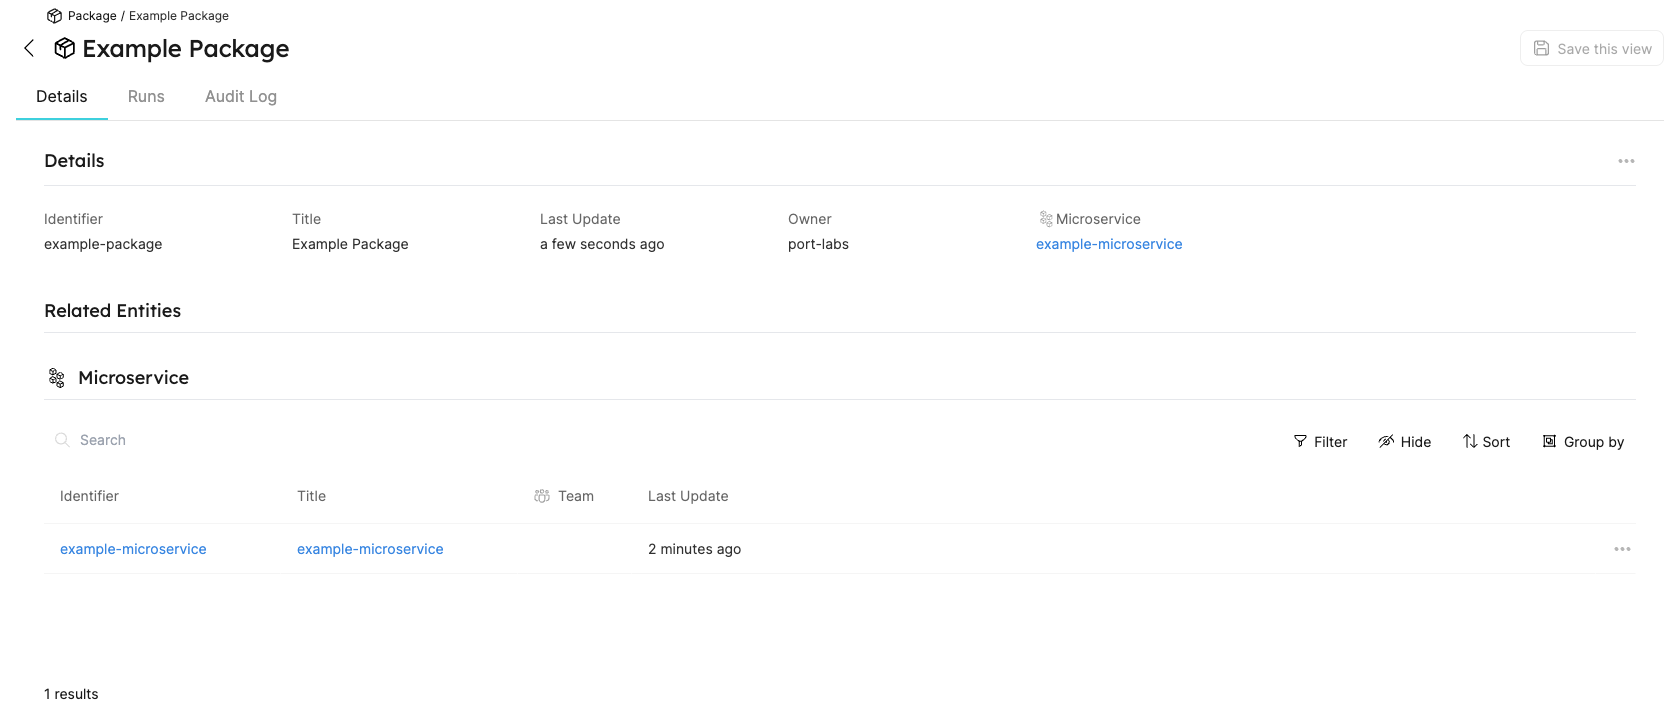 Package / Example Package
Example Package
Save this view
Details Runs Audit Log
Details
Identifier Title Last Update Owner Microservice
example-package Example Package a few seconds ago port-labs example-microservice
Related Entities
Microservice
Search Filter Hide Sort Group by
Identifier Title Team Last Update
example-microservice example-microservice 2 minutes ago
1 results